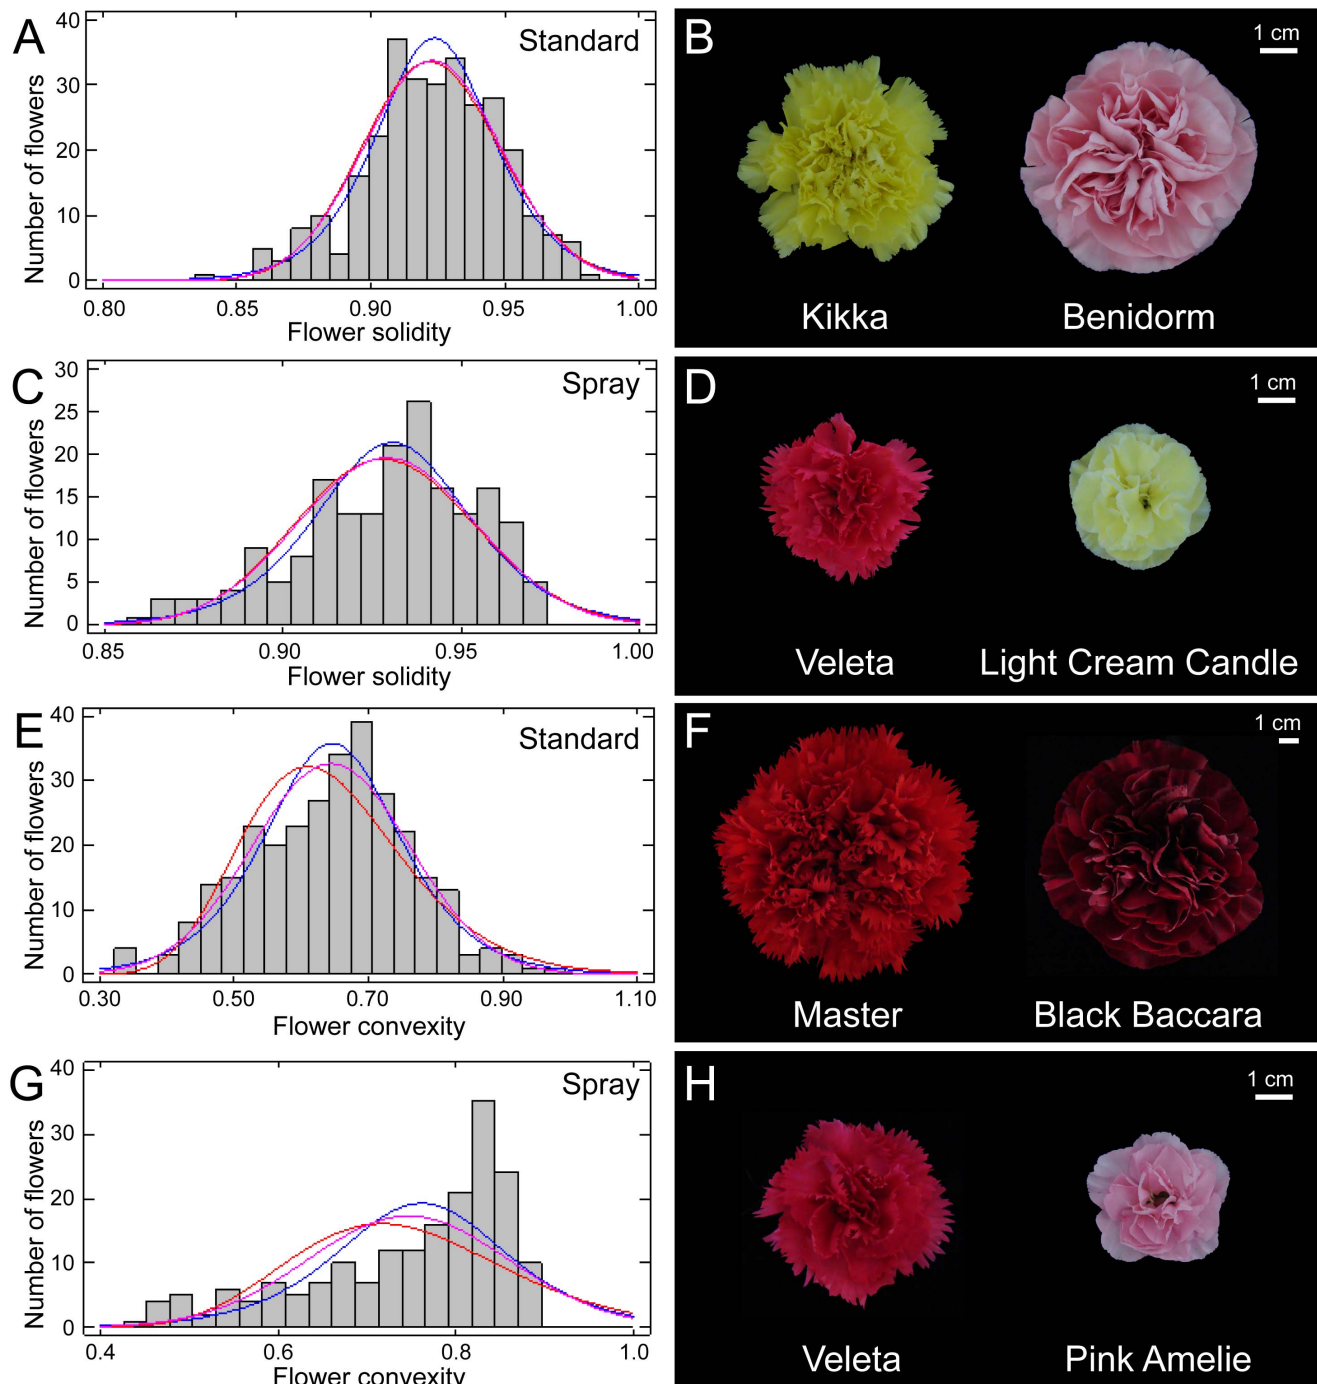 A
Standard
Number of flowers
40
30
20
10
0
0.80 0.85 0.90 0.95 1.00
Flower solidity
B
1 cm
Kikka Benidorm
C
Spray
Number of flowers
30
25
20
15
10
5
0
0.85 0.90 0.95 1.00
Flower solidity
D
1 cm
Veleta Light Cream Candle
E
Standard
Number of flowers
40
30
20
10
0
0.30 0.50 0.70 0.90 1.10
Flower convexity
F
1 cm
Master Black Baccara
G
Spray
Number of flowers
40
30
20
10
0
0.4 0.6 0.8 1.0
Flower convexity
H
1 cm
Veleta Pink Amelie